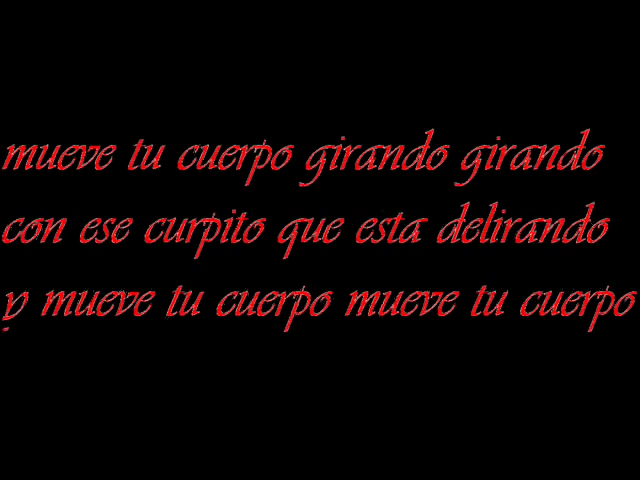 mueve tu cuerpo girando girando
con ese curpito que esta delirando
y mueve tu cuerpo mueve tu cuerpo